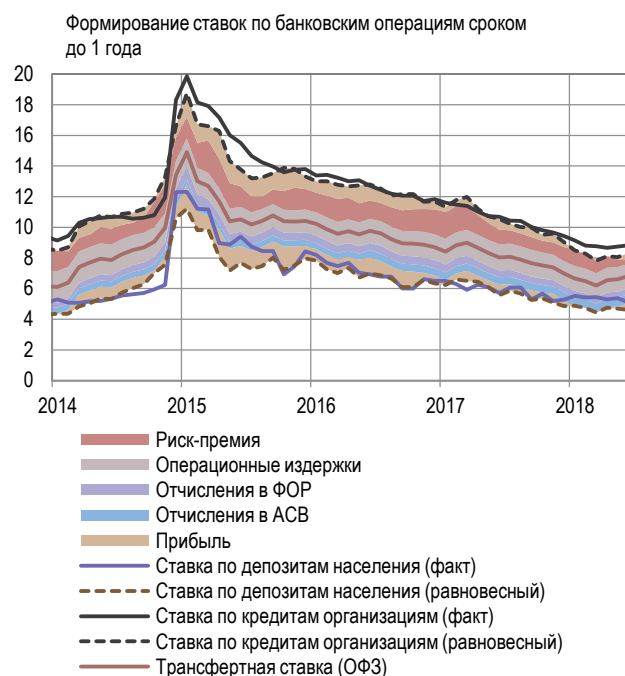 Формирование ставок по банковским операциям сроком
до 1 года
20
18
16
14
12
10
8
6
4
2
0
2014 2015 2016 2017 2018
Риск-премия
Операционные издержки
Отчисления в ФОР
Отчисления в АСВ
Прибыль
Ставка по депозитам населения (факт)
Ставка по депозитам населения (равновесный)
Ставка по кредитам организациям (факт)
Ставка по кредитам организациям (равновесный)
Трансфертная ставка (ОФЗ)